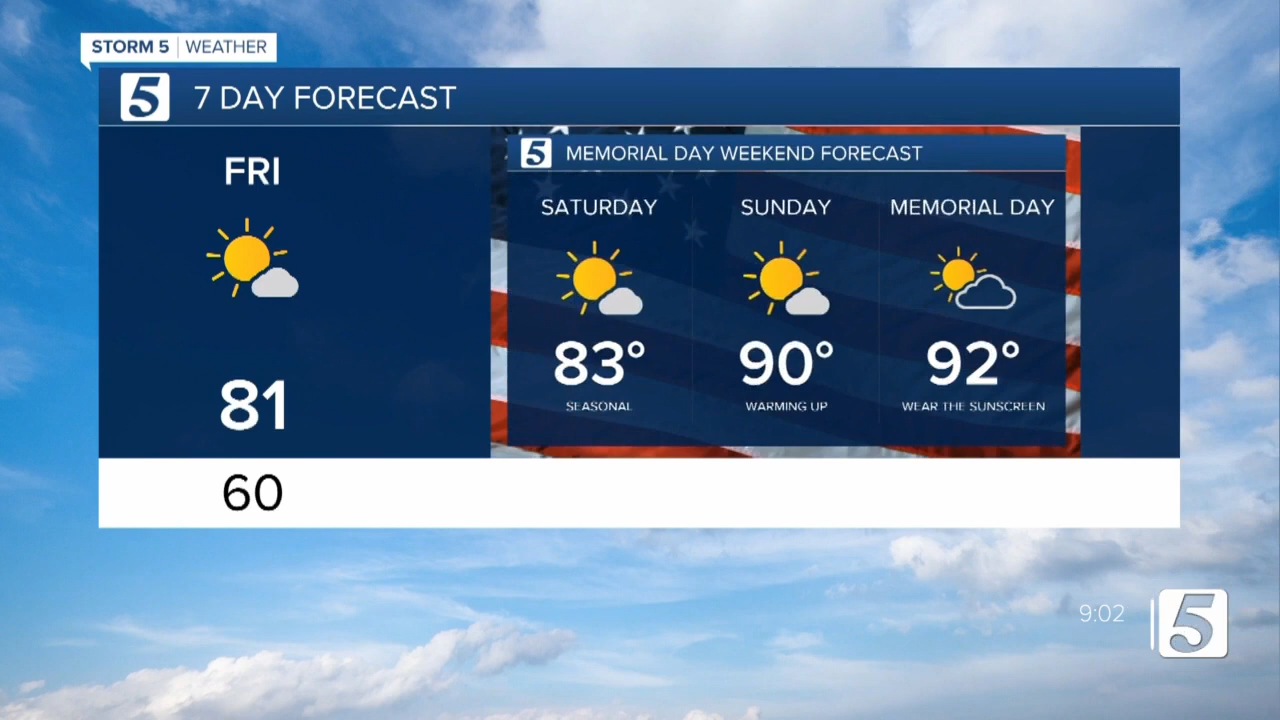 STORM 5 | WEATHER
5 7 DAY FORECAST
FRI
81
60
5 MEMORIAL DAY WEEKEND FORECAST
SATURDAY SUNDAY MEMORIAL DAY
83° 90° 92°
SEASONAL WARMING UP WEAR THE SUNSCREEN
9:02
5